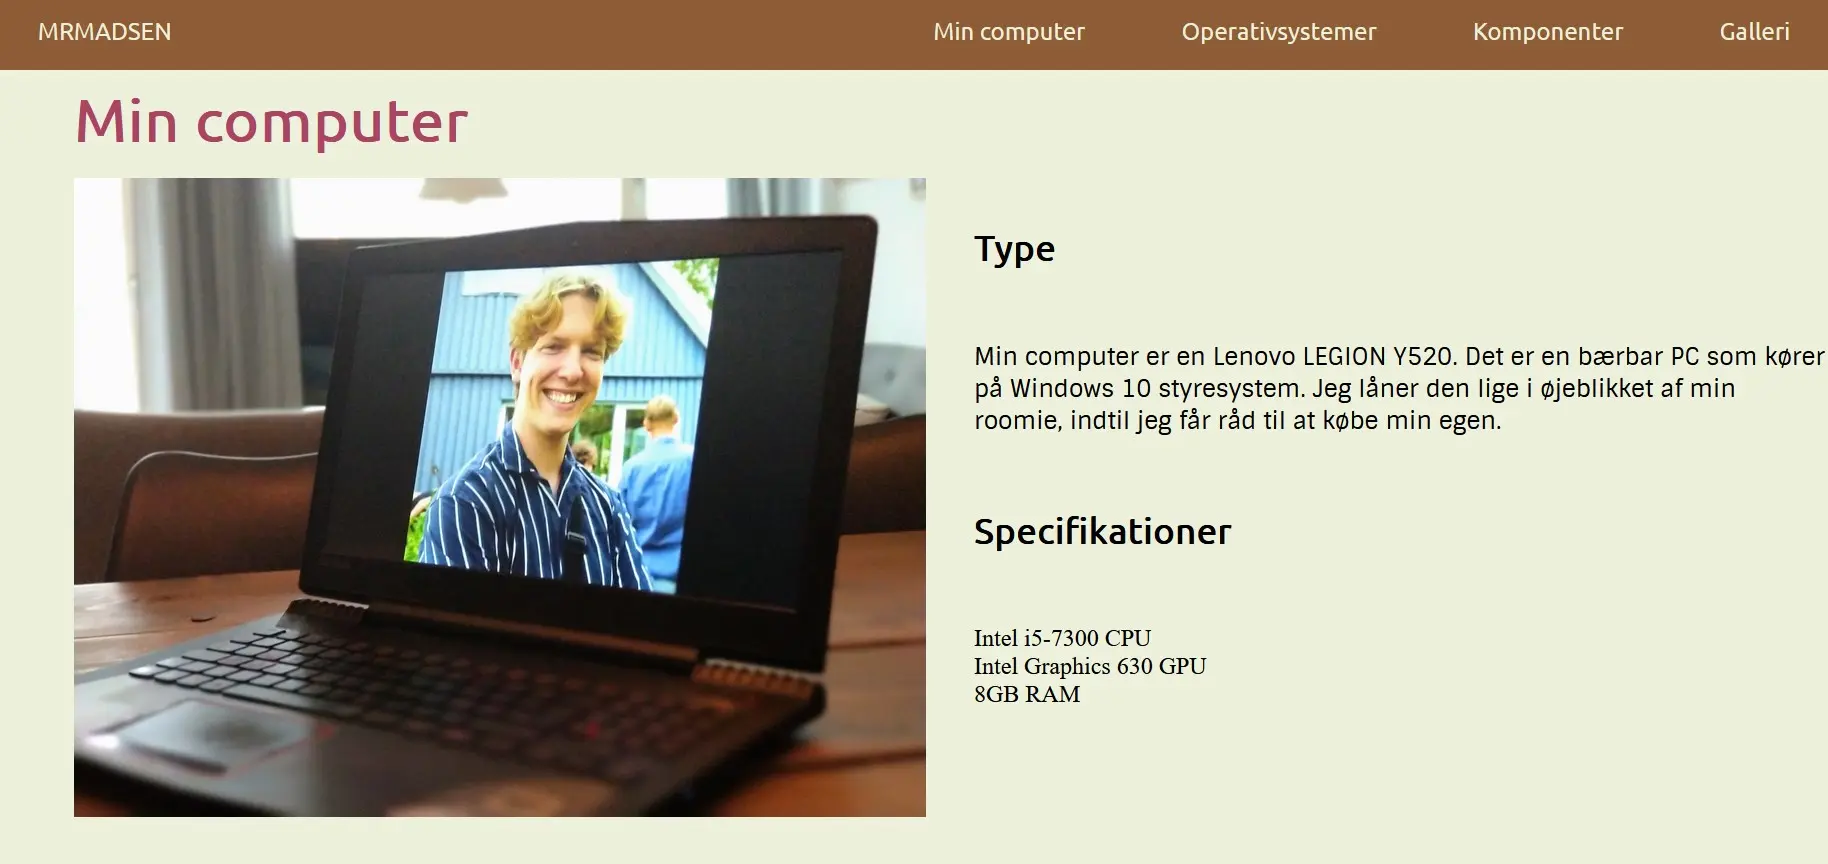 MRMADSEN
Min computer
Operativsystemer
Komponenter
Galleri
Min computer
Type
Min computer er en Lenovo LEGION Y520. Det er en bærbar PC som kører
på Windows 10 styresystem. Jeg låner den lige i øjeblikket af min
roomie, indtil jeg får råd til at købe min egen.
Specifikationer
Intel i5-7300 CPU
Intel Graphics 630 GPU
8GB RAM